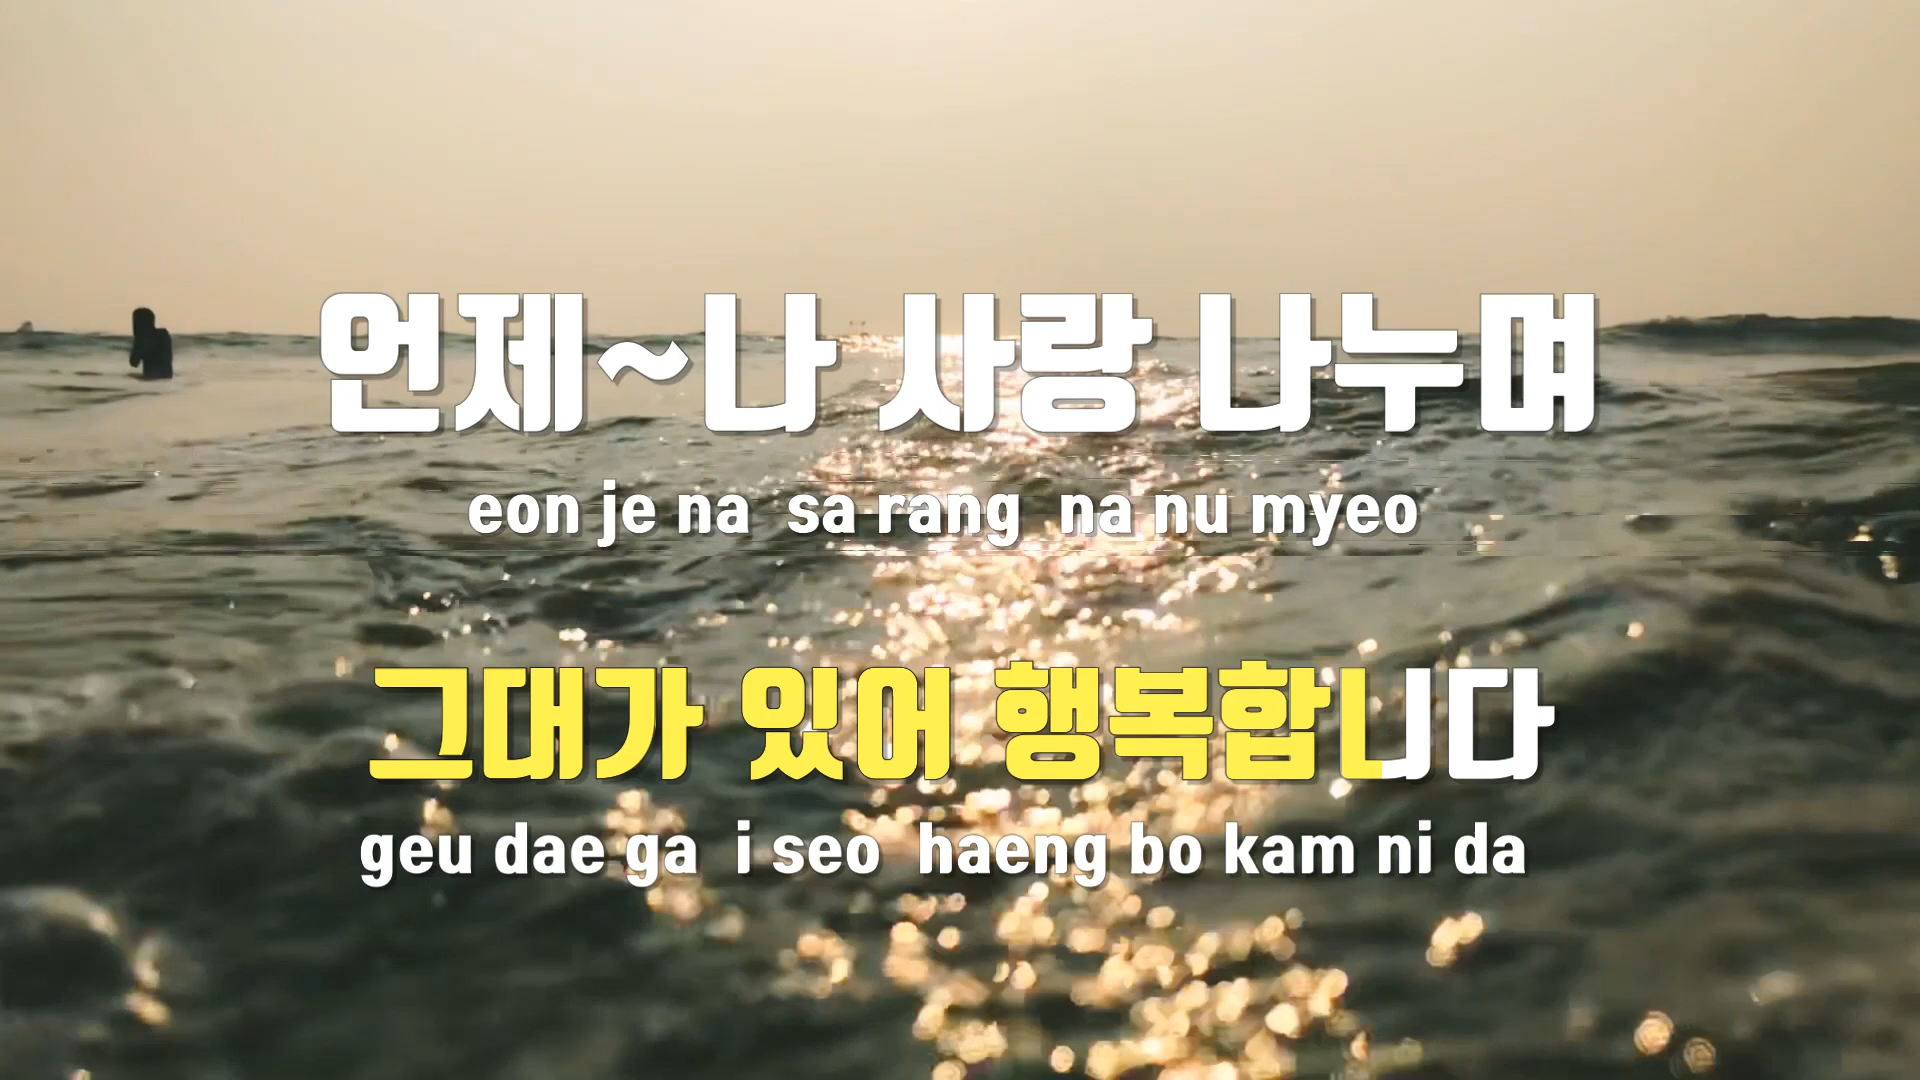 언제~나 사랑 나누며
eon je na sa rang na nu myeo
그대가 있어 행복합니다
geu dae ga i seo haeng bo kam ni da